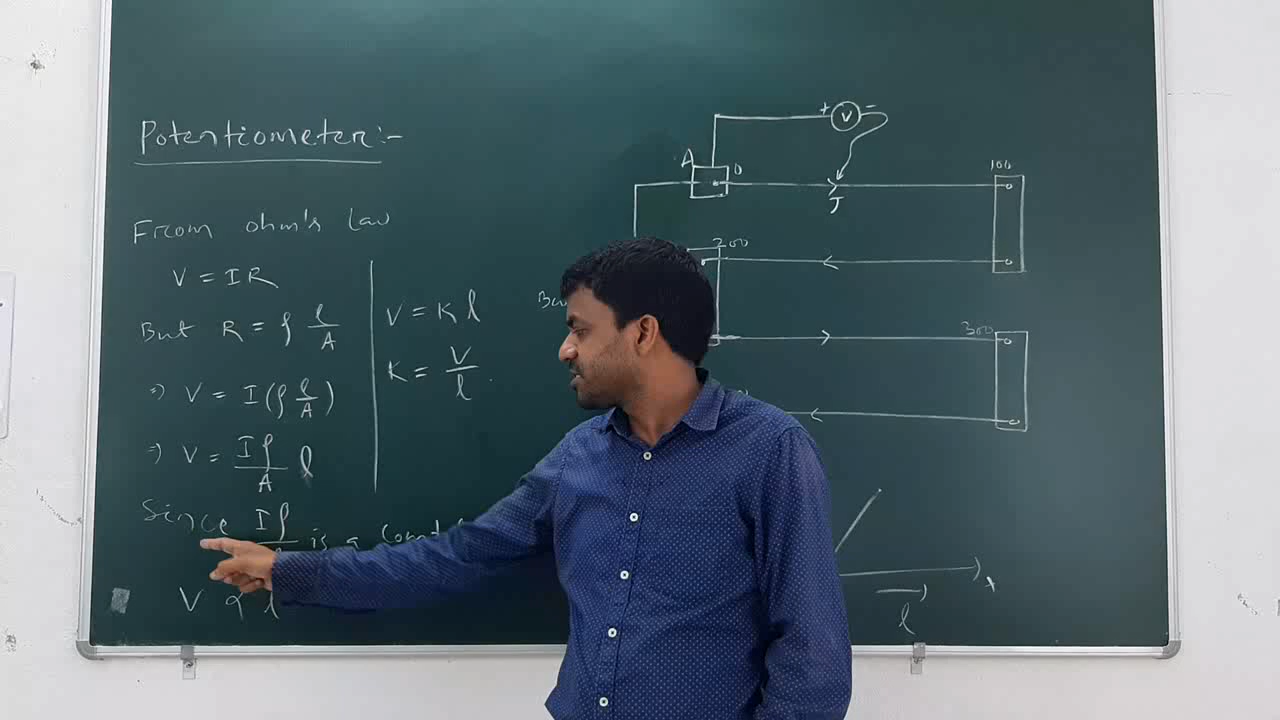 Potentiometer:-
From ohm's Law
V = IR
But R = ρ l/A
⇒ V = I(ρ l/A)
⇒ V = Iρ/A l
Since Iρ is a
V ∝ l
V = K l
K = V/l.
+ V -
A 0
J
100
200
300
l
x